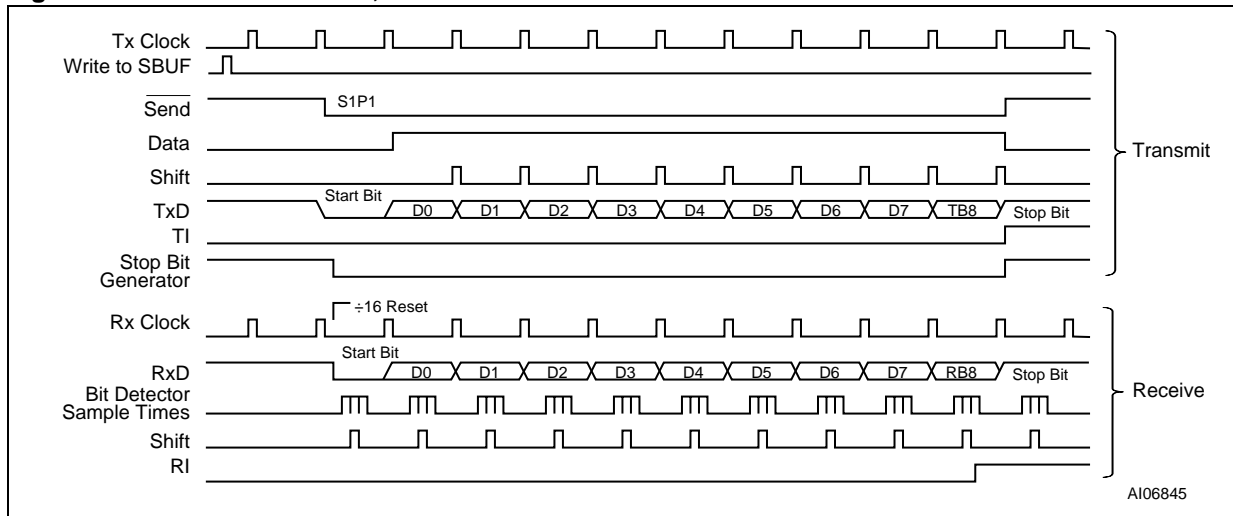 Tx Clock
Write to SBUF
Send
S1P1
Data
Shift
Start Bit
TxD
D0 D1 D2 D3 D4 D5 D6 D7 TB8 Stop Bit
TI
Stop Bit
Generator
Transmit
÷16 Reset
Rx Clock
Start Bit
RxD
D0 D1 D2 D3 D4 D5 D6 D7 RB8 Stop Bit
Bit Detector
Sample Times
Shift
RI
Receive
AI06845